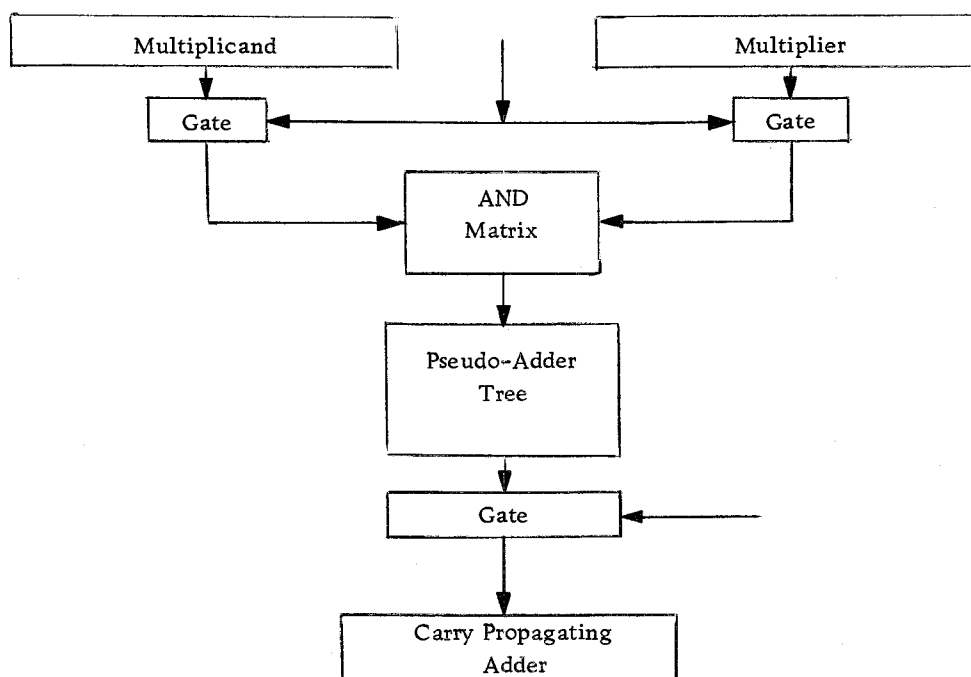 Multiplicand
Multiplier
Gate
Gate
AND
Matrix
Pseudo-Adder
Tree
Gate
Carry Propagating
Adder